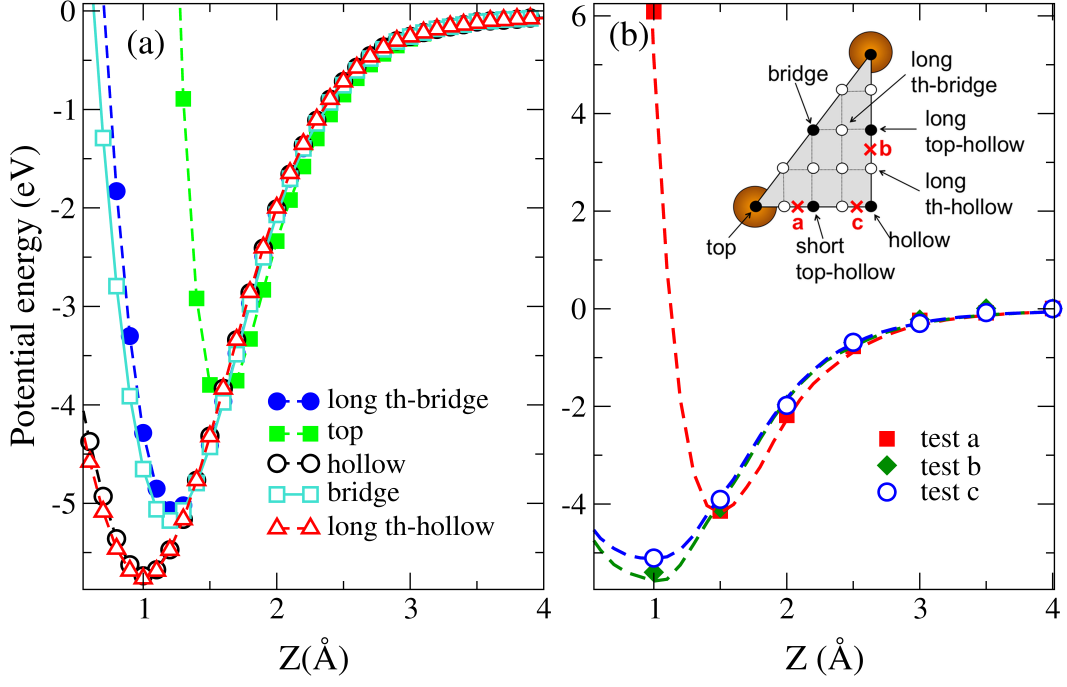 (a)
0
-1
-2
-3
-4
-5
1
2
3
4
Potential energy (eV)
Z(Å)
long th-bridge
top
hollow
bridge
long th-hollow
(b)
6
4
2
0
-2
-4
1
2
3
4
Z (Å)
bridge
long
th-bridge
long
top-hollow
b
long
th-hollow
a
c
top
short
top-hollow
hollow
test a
test b
test c